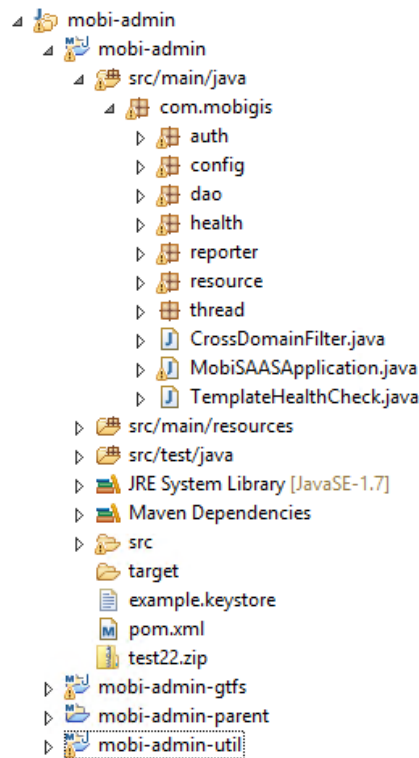 mobi-admin
mobi-admin
src/main/java
com.mobigis
auth
config
dao
health
reporter
resource
thread
CrossDomainFilter.java
MobiSAASApplication.java
TemplateHealthCheck.java
src/main/resources
src/test/java
JRE System Library [JavaSE-1.7]
Maven Dependencies
src
target
example.keystore
pom.xml
test22.zip
mobi-admin-gtfs
mobi-admin-parent
mobi-admin-util